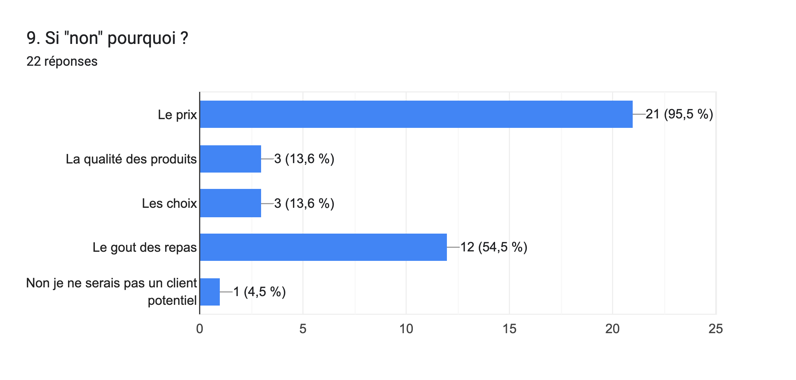 9. Si "non" pourquoi ?
22 réponses
Le prix
21 (95,5 %)
La qualité des produits
3 (13,6 %)
Les choix
3 (13,6 %)
Le gout des repas
12 (54,5 %)
Non je ne serais pas un client
potentiel
1 (4,5 %)
0 5 10 15 20 25